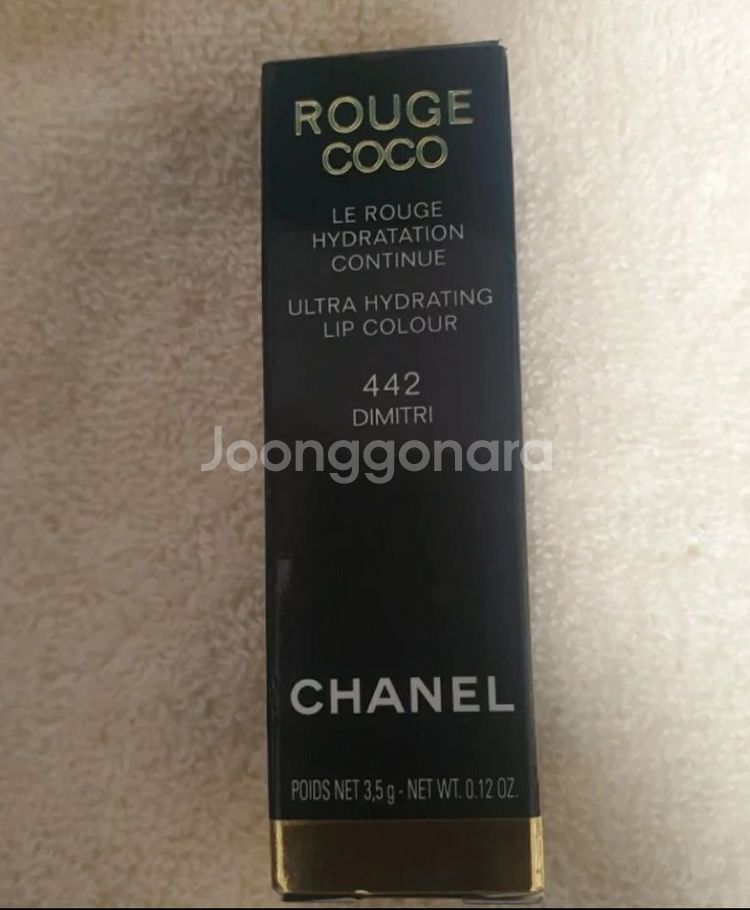 ROUGE
COCO
LE ROUGE
HYDRATATION
CONTINUE
ULTRA HYDRATING
LIP COLOUR
442
DIMITRI
Joonggonara
CHANEL
POIDS NET 3,5 g - NET WT. 0.12 OZ.